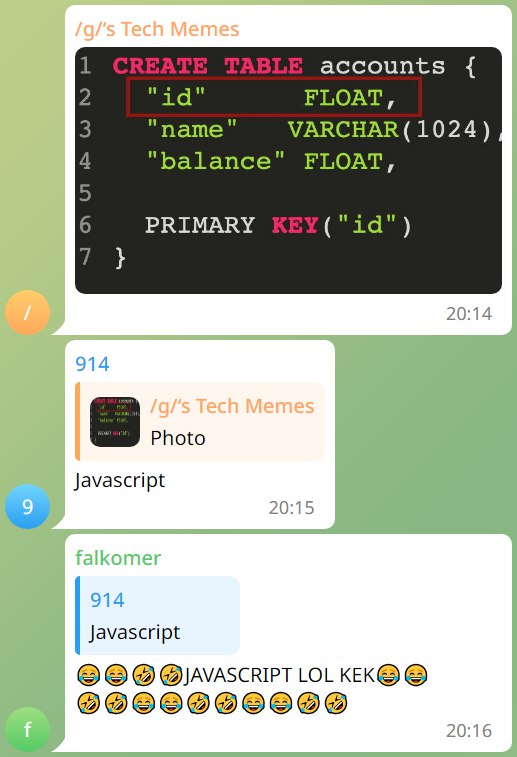 /g/'s Tech Memes
1 CREATE TABLE accounts {
2 "id" FLOAT,
3 "name" VARCHAR(1024),
4 "balance" FLOAT,
5
6 PRIMARY KEY("id")
7 }
/
20:14
914
/g/'s Tech Memes
Photo
Javascript
9
20:15
falkomer
914
Javascript
😂😂🤣🤣JAVASCRIPT LOL KEK😂😂
🤣🤣😂😂🤣🤣😂😂🤣🤣
f
20:16